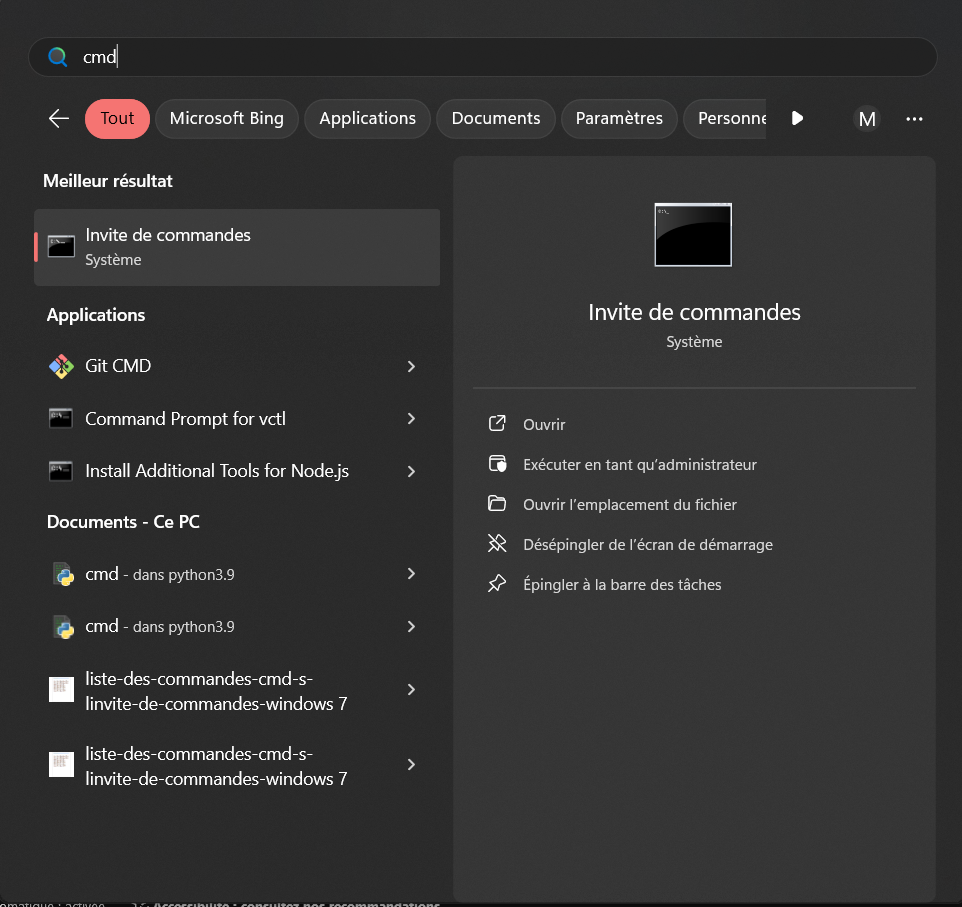 cmd
Tout
Microsoft Bing
Applications
Documents
Paramètres
Personne
M
Meilleur résultat
Invite de commandes
Système
Applications
Git CMD
Command Prompt for vctl
Install Additional Tools for Node.js
Documents - Ce PC
cmd - dans python3.9
cmd - dans python3.9
liste-des-commandes-cmd-s-
linvite-de-commandes-windows 7
liste-des-commandes-cmd-s-
linvite-de-commandes-windows 7
Invite de commandes
Système
Ouvrir
Exécuter en tant qu’administrateur
Ouvrir l’emplacement du fichier
Désépingler de l’écran de démarrage
Épingler à la barre des tâches
Accessibilité : consultez nos recommandations